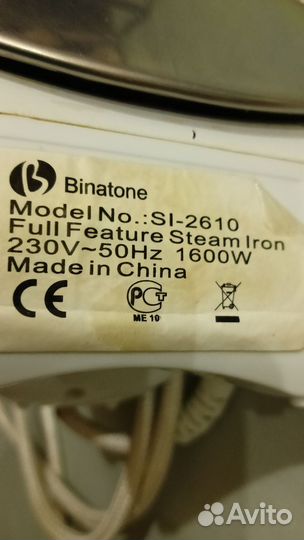 Binatone
Model No.:SI-2610
Full Feature Steam Iron
230V~50Hz 1600W
Made in China
CE
РСТ
ME 10
Avito